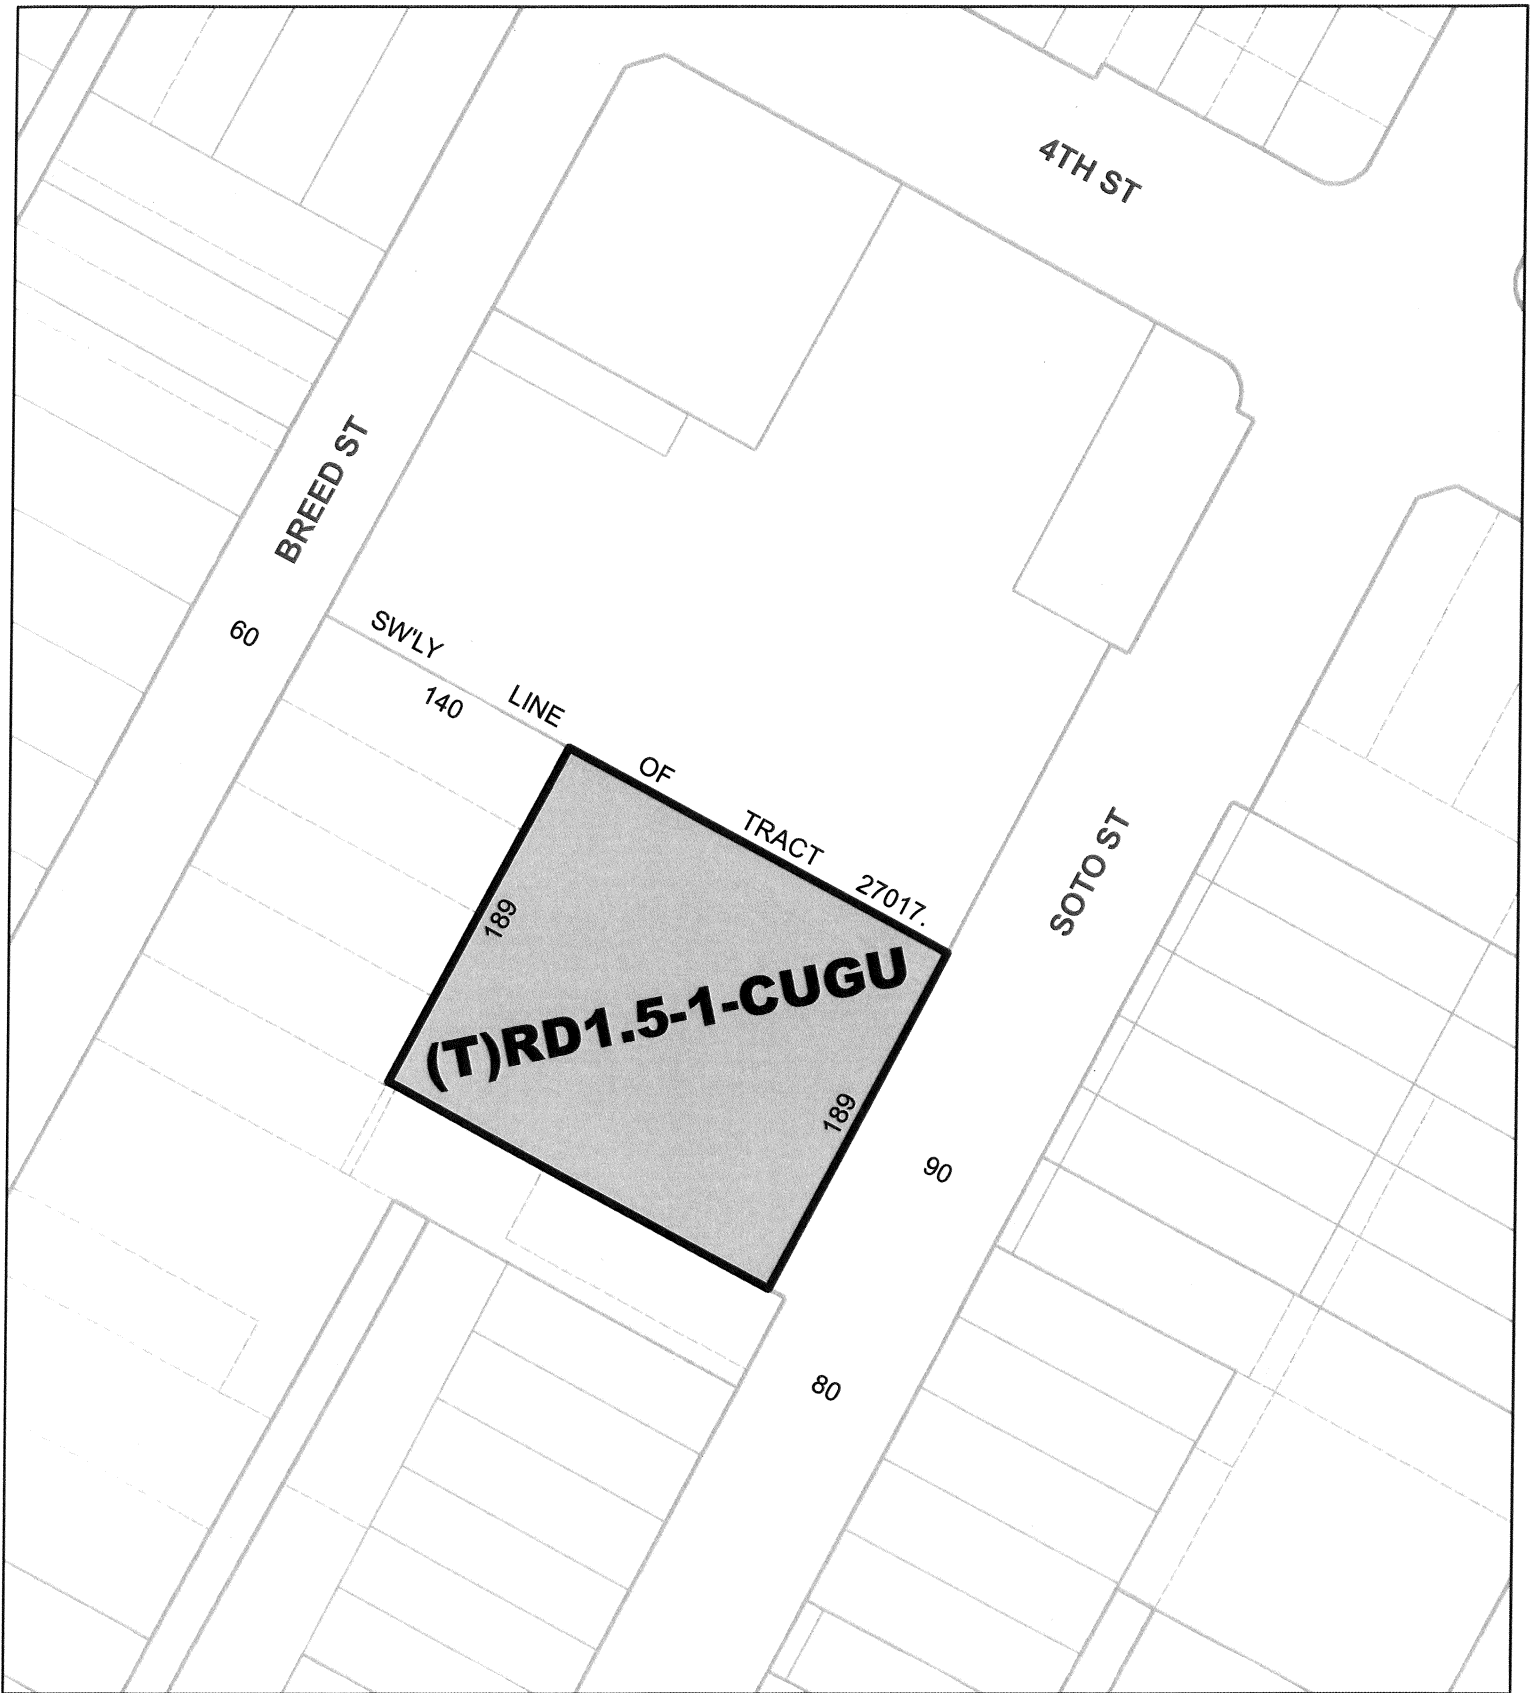 4TH ST
BREED ST
60
SW'LY LINE OF TRACT 27017.
140
189
(T)RD1.5-1-CUGU
189
SOTO ST
90
80